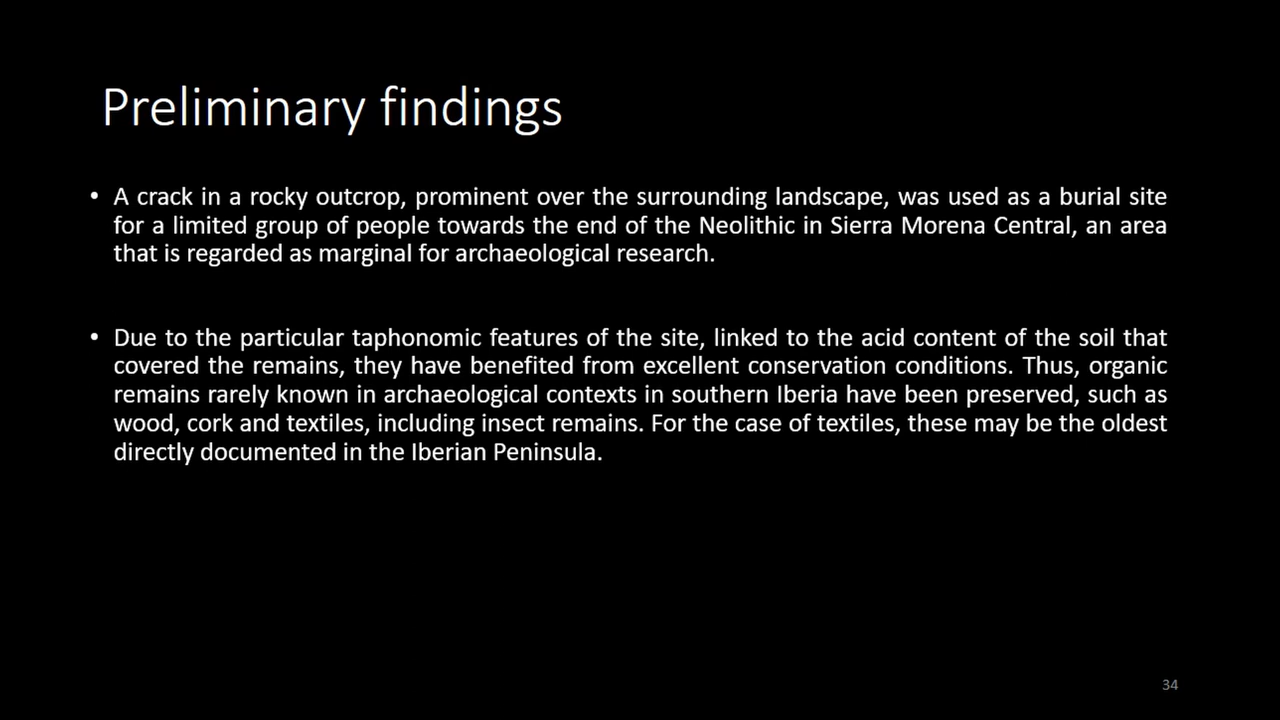 Preliminary findings
• A crack in a rocky outcrop, prominent over the surrounding landscape, was used as a burial site
for a limited group of people towards the end of the Neolithic in Sierra Morena Central, an area
that is regarded as marginal for archaeological research.
• Due to the particular taphonomic features of the site, linked to the acid content of the soil that
covered the remains, they have benefited from excellent conservation conditions. Thus, organic
remains rarely known in archaeological contexts in southern Iberia have been preserved, such as
wood, cork and textiles, including insect remains. For the case of textiles, these may be the oldest
directly documented in the Iberian Peninsula.
34